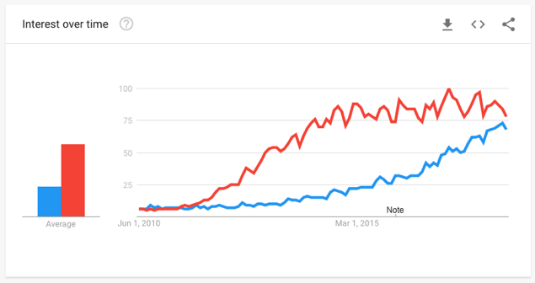 Interest over time ?
100
75
50
25
Average
Jun 1, 2010
Mar 1, 2015
Note